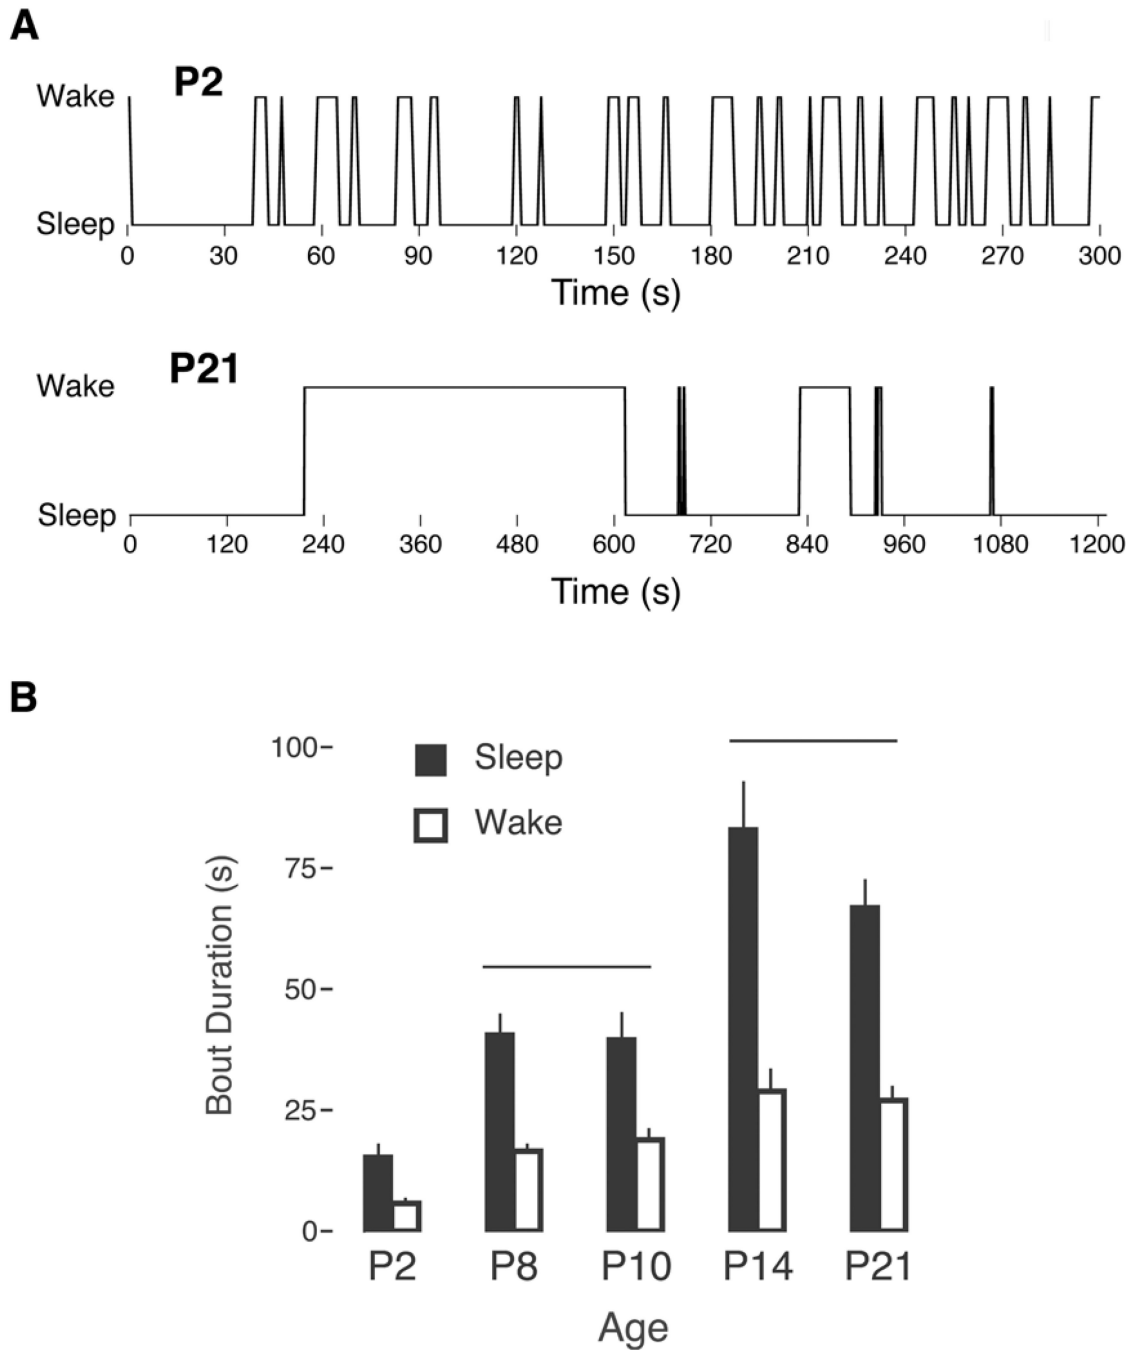 A
P2
Wake
Sleep
0 30 60 90 120 150 180 210 240 270 300
Time (s)
P21
Wake
Sleep
0 120 240 360 480 600 720 840 960 1080 1200
Time (s)
B
100
Sleep
Wake
75
50
25
0
Bout Duration (s)
P2 P8 P10 P14 P21
Age